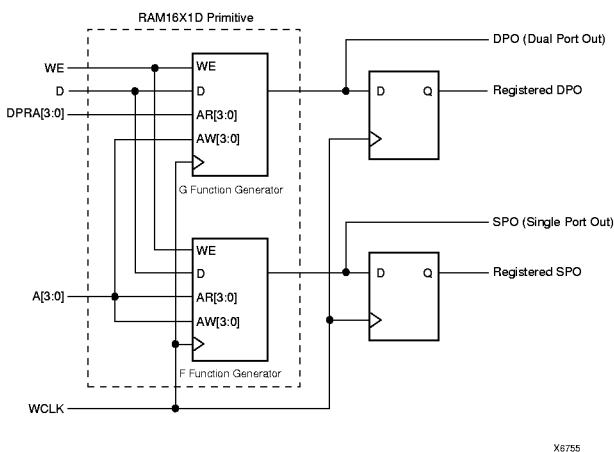 RAM16X1D Primitive
DPO (Dual Port Out)
WE
WE
D
D
D
Q
Registered DPO
DPRA[3:0]
AR[3:0]
AW[3:0]
G Function Generator
SPO (Single Port Out)
WE
D
D
Q
Registered SPO
A[3:0]
AR[3:0]
AW[3:0]
F Function Generator
WCLK
X6755